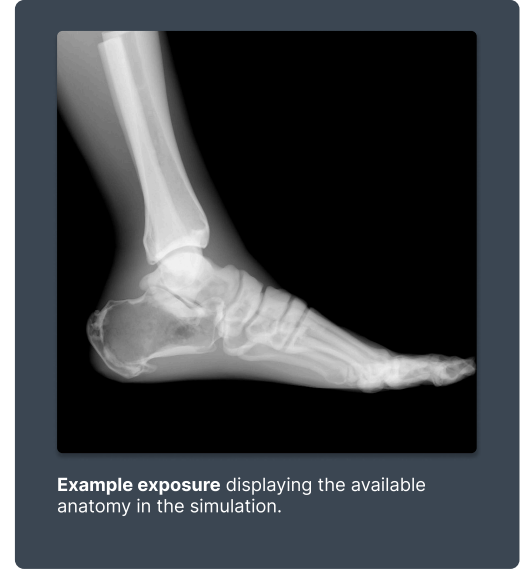 Example exposure displaying the available
anatomy in the simulation.